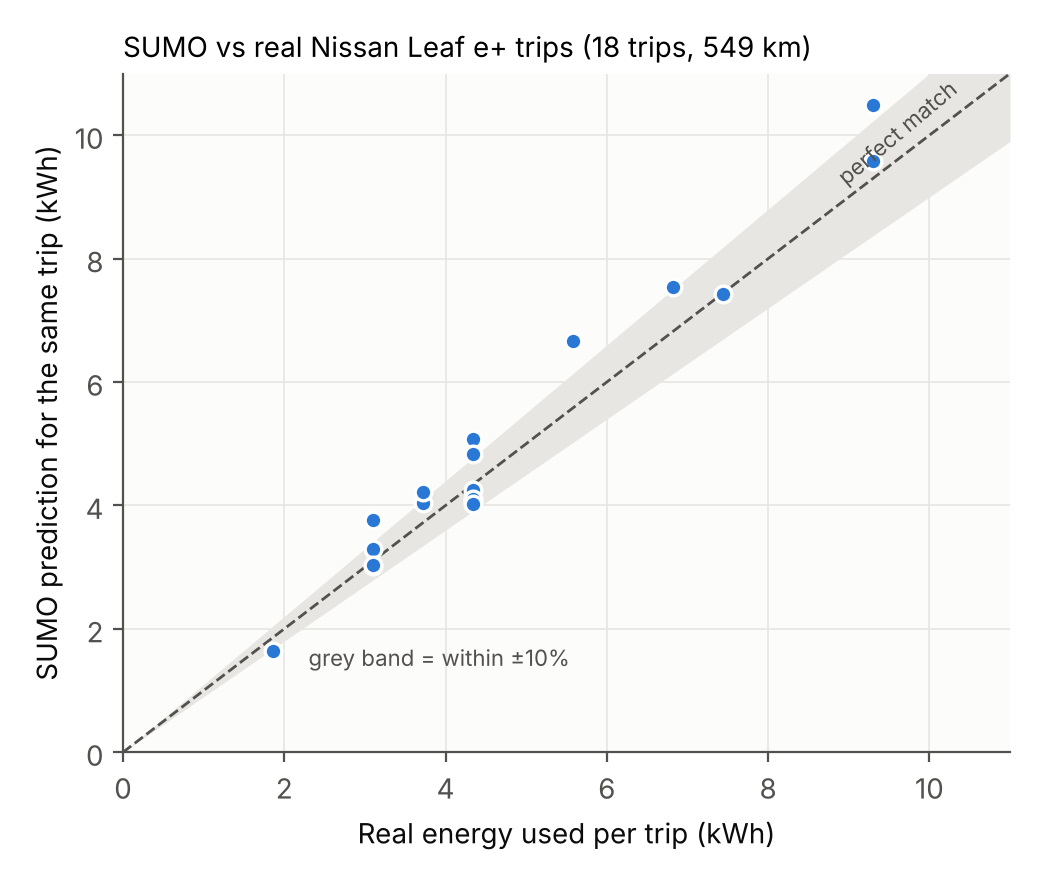 SUMO vs real Nissan Leaf e+ trips (18 trips, 549 km)
SUMO prediction for the same trip (kWh)
10
8
6
4
2
0
perfect match
grey band = within ±10%
0 2 4 6 8 10
Real energy used per trip (kWh)